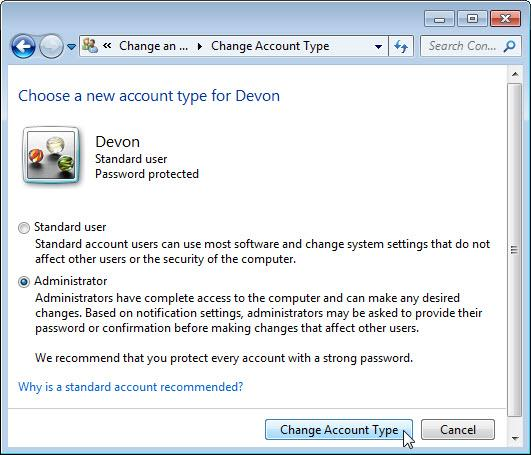 « Change an ... ▸ Change Account Type
Search Con...
Choose a new account type for Devon
Devon
Standard user
Password protected
Standard user
Standard account users can use most software and change system settings that do not
affect other users or the security of the computer.
Administrator
Administrators have complete access to the computer and can make any desired
changes. Based on notification settings, administrators may be asked to provide their
password or confirmation before making changes that affect other users.
We recommend that you protect every account with a strong password.
Why is a standard account recommended?
Change Account Type
Cancel